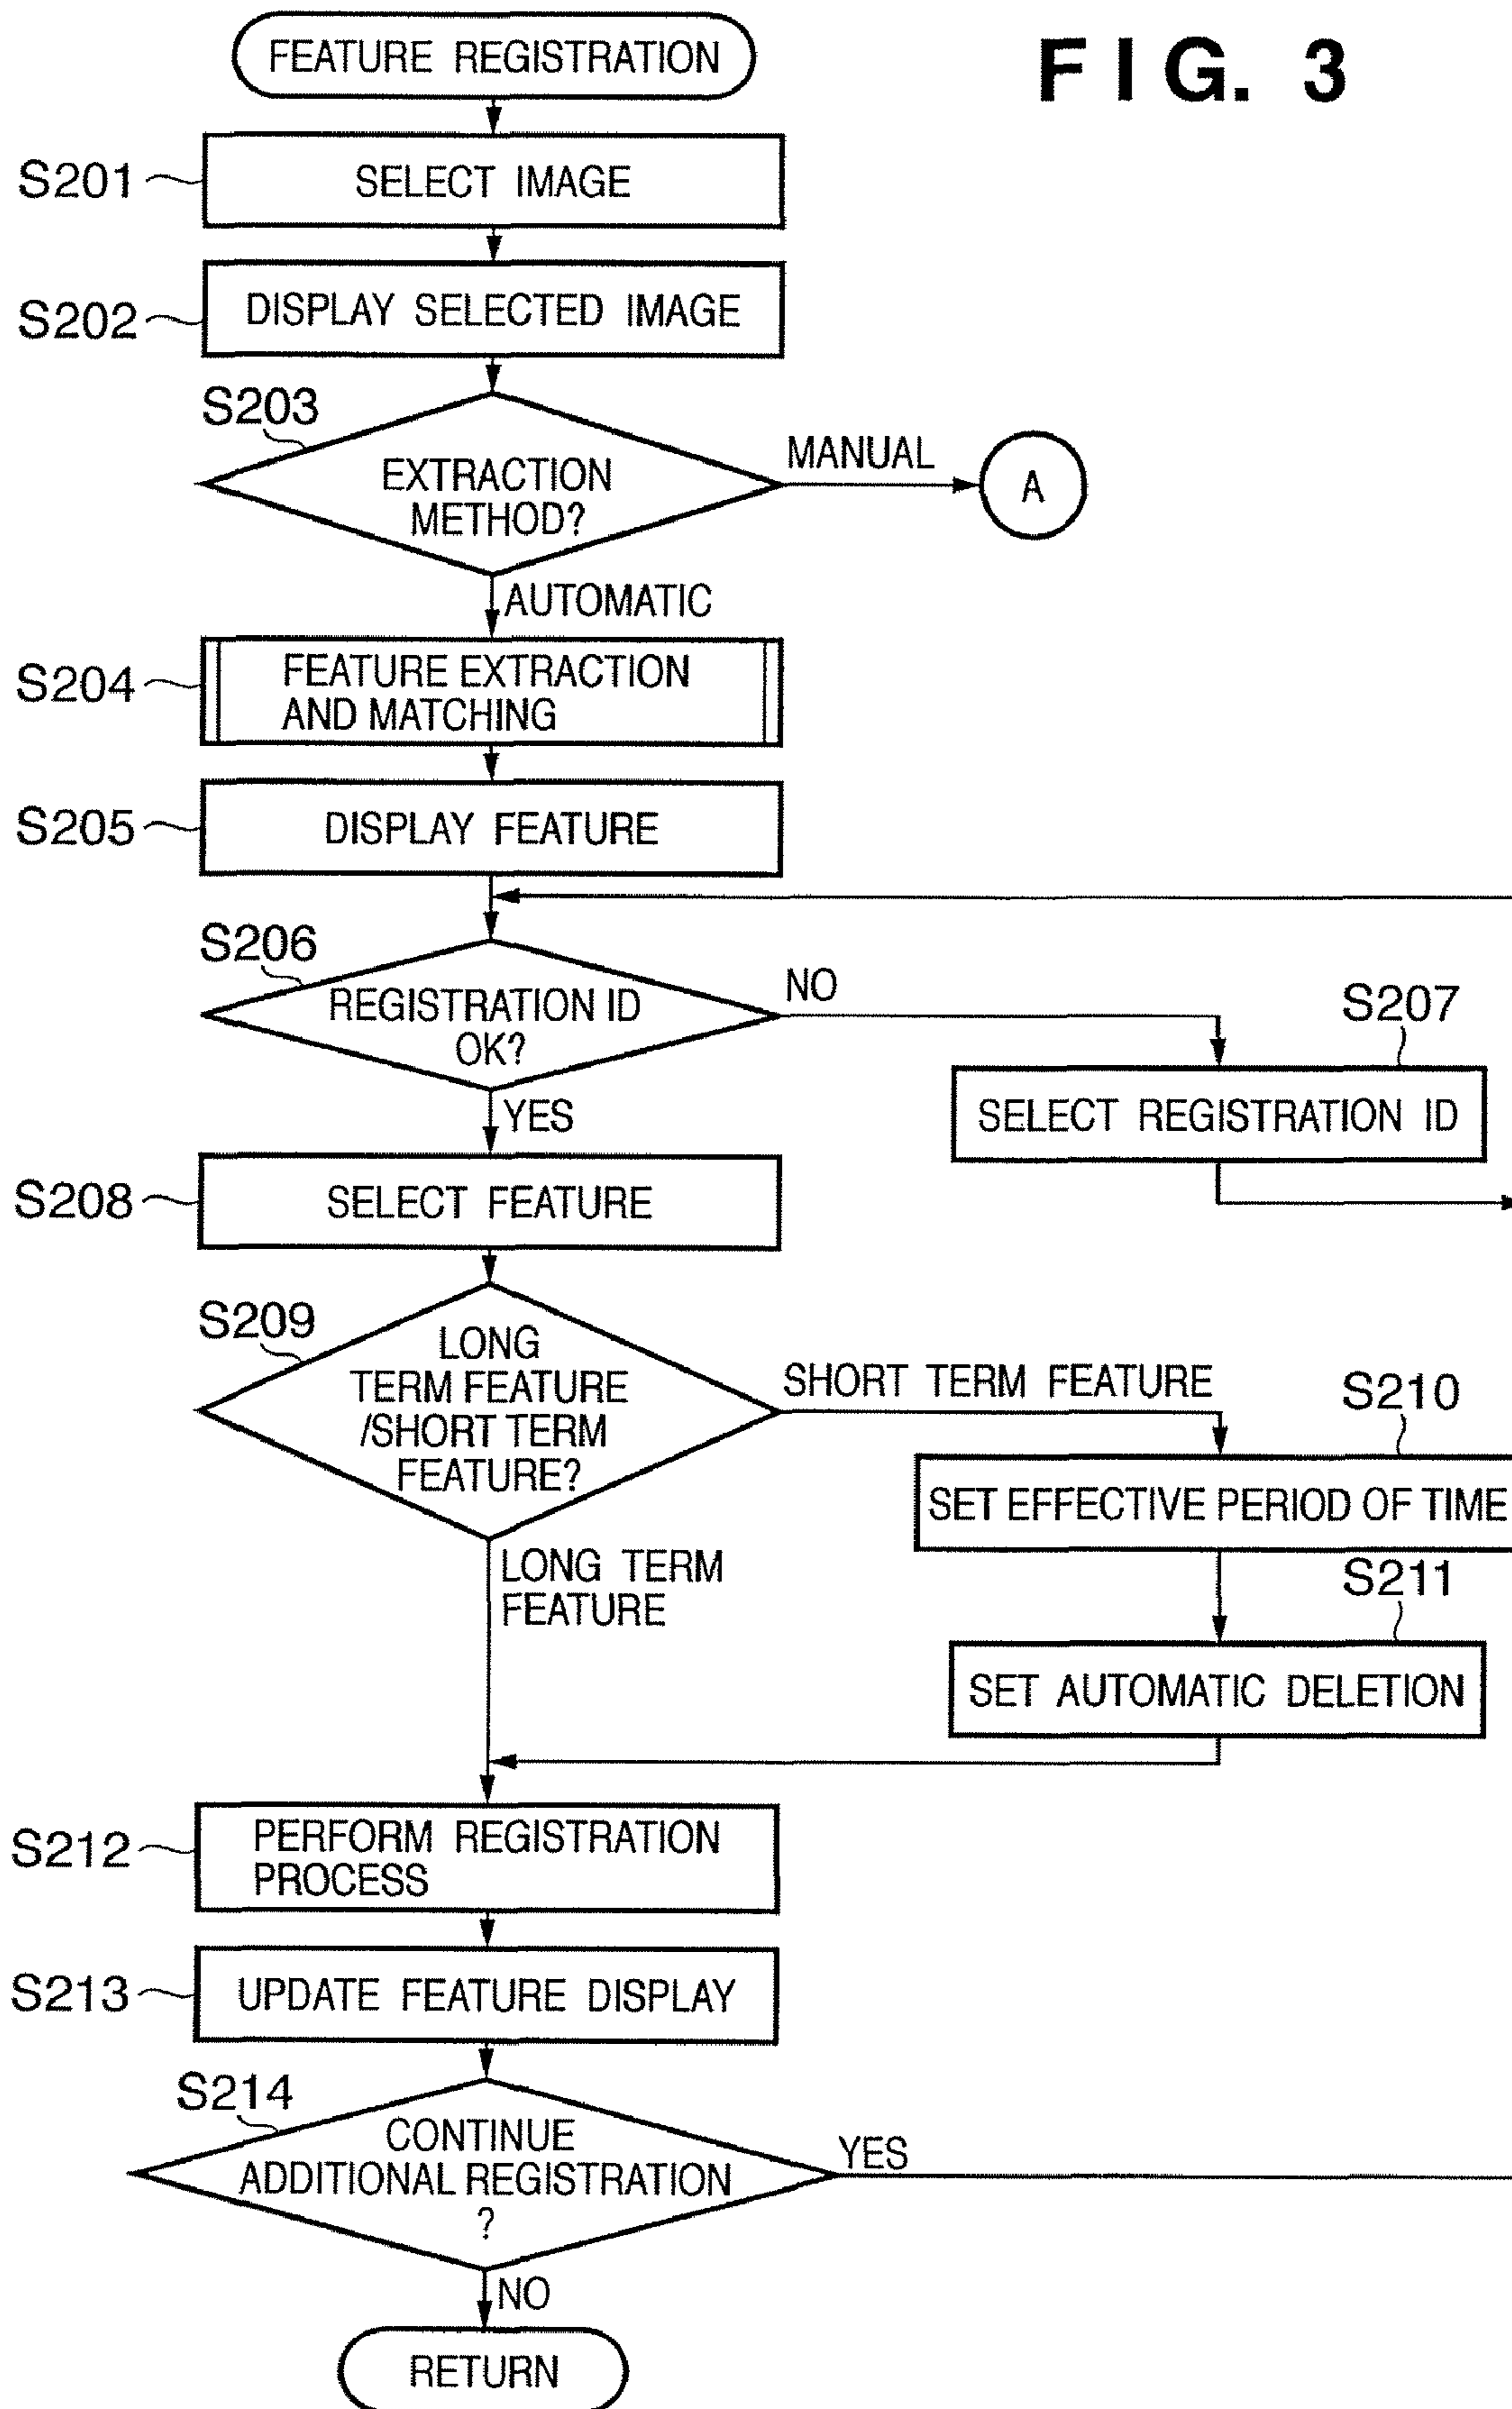 FIG. 3
FEATURE REGISTRATION
S201
SELECT IMAGE
S202
DISPLAY SELECTED IMAGE
S203
EXTRACTION
METHOD?
MANUAL
A
AUTOMATIC
S204
FEATURE EXTRACTION
AND MATCHING
S205
DISPLAY FEATURE
S206
REGISTRATION ID
OK?
NO
S207
SELECT REGISTRATION ID
YES
S208
SELECT FEATURE
S209
LONG
TERM FEATURE
/SHORT TERM
FEATURE?
SHORT TERM FEATURE
S210
SET EFFECTIVE PERIOD OF TIME
LONG TERM
FEATURE
S211
SET AUTOMATIC DELETION
S212
PERFORM REGISTRATION
PROCESS
S213
UPDATE FEATURE DISPLAY
S214
CONTINUE
ADDITIONAL REGISTRATION
?
YES
NO
RETURN